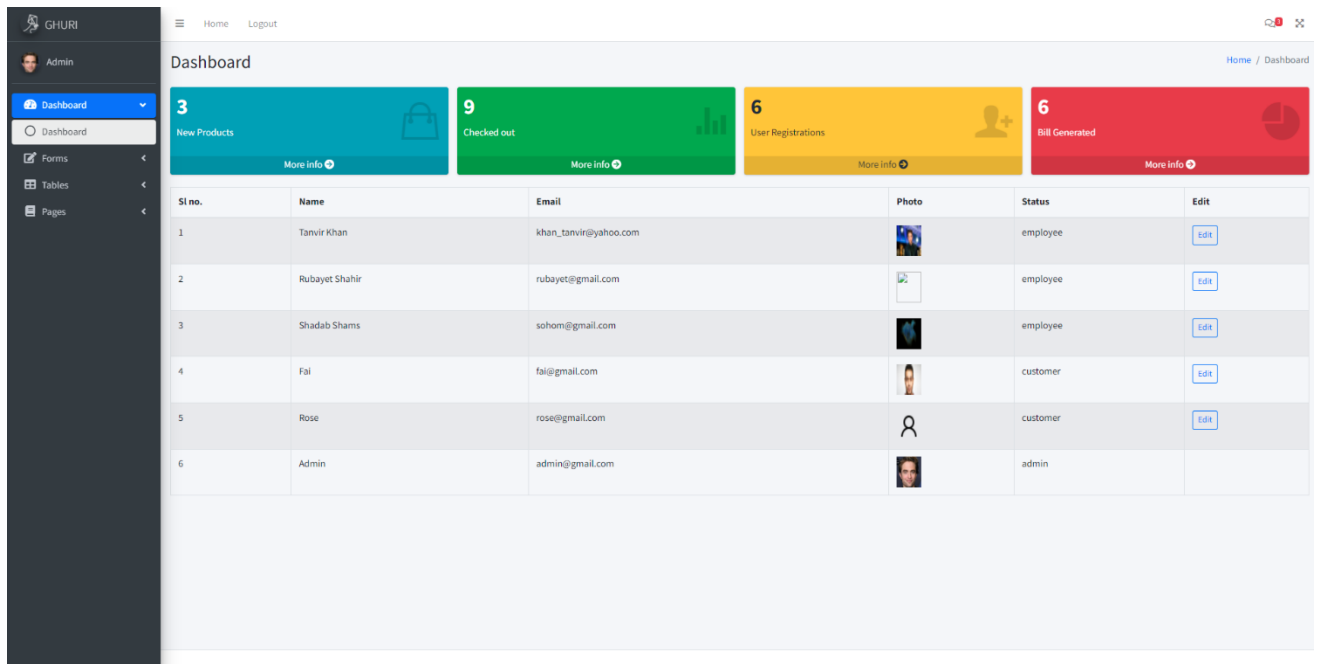 GHURI
Home Logout 3
Admin
Dashboard Home / Dashboard
Dashboard
Dashboard
Forms
Tables
Pages
3 9 6 6
New Products Checked out User Registrations Bill Generated
More info More info More info More info
Sl no. Name Email Photo Status Edit
1 Tanvir Khan khan_tanvir@yahoo.com employee Edit
2 Rubayet Shahir rubayet@gmail.com employee Edit
3 Shadab Shams sohom@gmail.com employee Edit
4 Fai fai@gmail.com customer Edit
5 Rose rose@gmail.com customer Edit
6 Admin admin@gmail.com admin